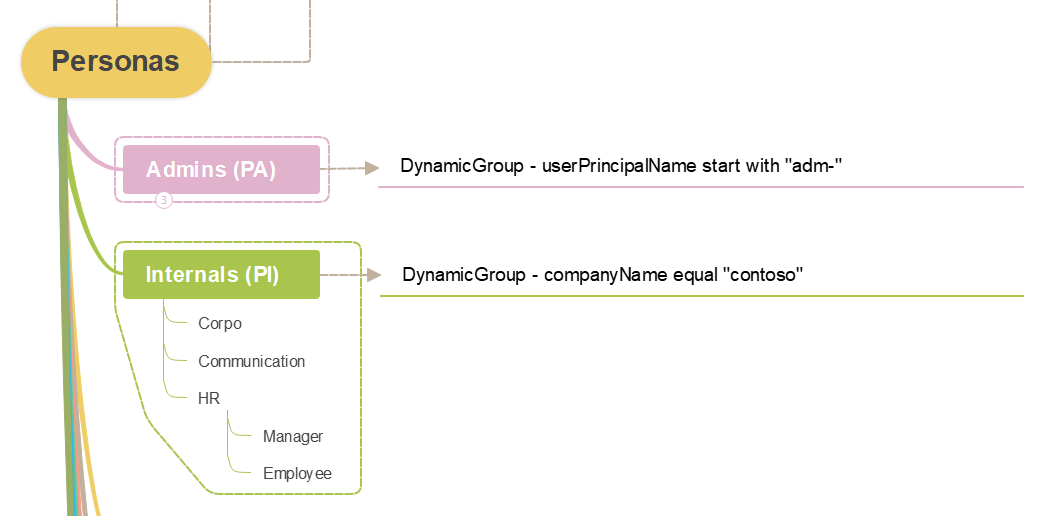 Personas
Admins (PA)
DynamicGroup - userPrincipalName start with "adm-"
3
Internals (PI)
DynamicGroup - companyName equal "contoso"
Corpo
Communication
HR
Manager
Employee